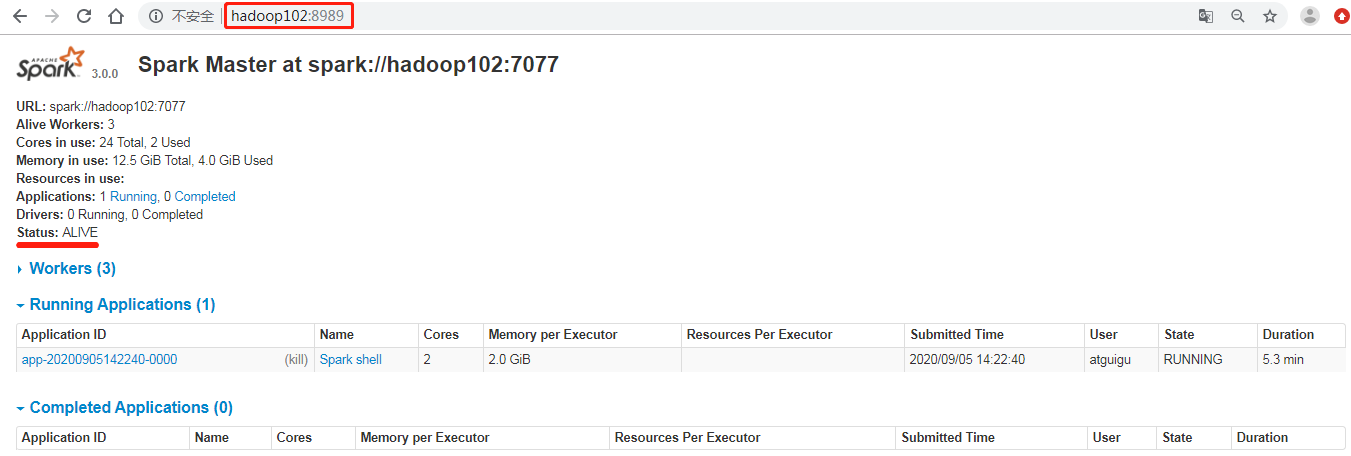 不安全 hadoop102:8989
APACHE Spark 3.0.0 Spark Master at spark://hadoop102:7077
URL: spark://hadoop102:7077
Alive Workers: 3
Cores in use: 24 Total, 2 Used
Memory in use: 12.5 GiB Total, 4.0 GiB Used
Resources in use:
Applications: 1 Running, 0 Completed
Drivers: 0 Running, 0 Completed
Status: ALIVE
Workers (3)
Running Applications (1)
Application ID Name Cores Memory per Executor Resources Per Executor Submitted Time User State Duration
app-20200905142240-0000 (kill) Spark shell 2 2.0 GiB 2020/09/05 14:22:40 atguigu RUNNING 5.3 min
Completed Applications (0)
Application ID Name Cores Memory per Executor Resources Per Executor Submitted Time User State Duration